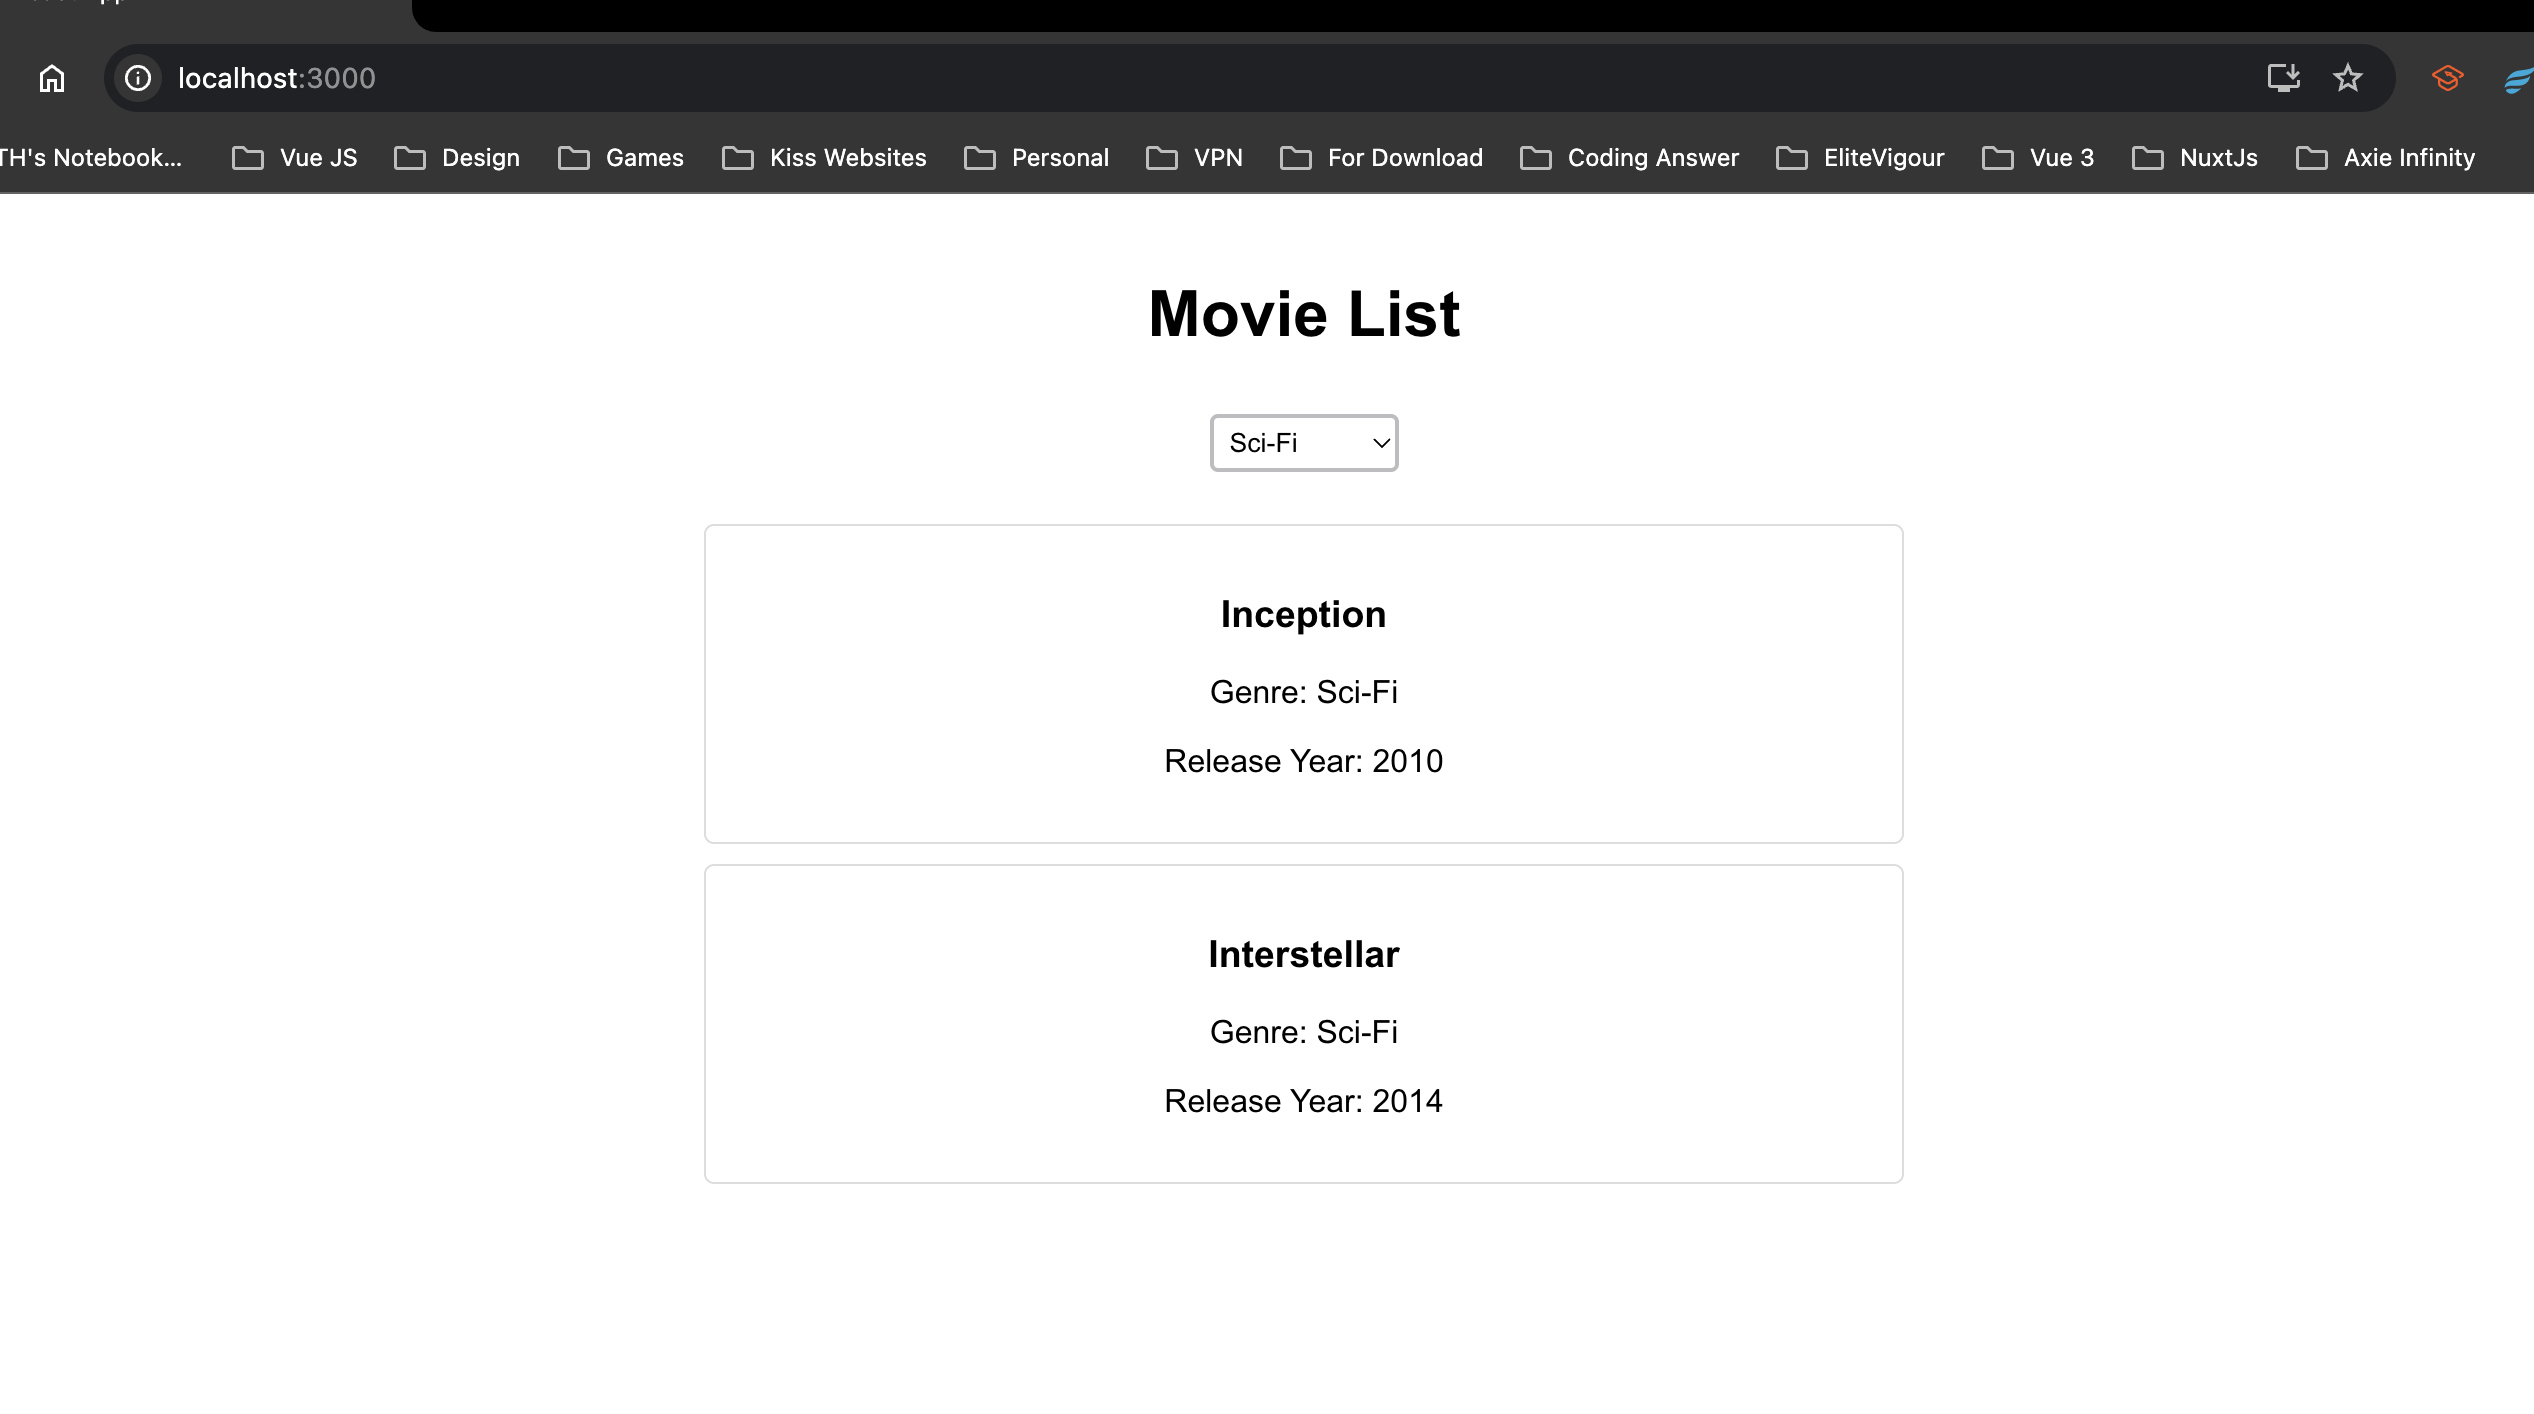 localhost:3000
TH's Notebook... Vue JS Design Games Kiss Websites Personal VPN For Download Coding Answer EliteVigour Vue 3 NuxtJs Axie Infinity
Movie List
Sci-Fi
Inception
Genre: Sci-Fi
Release Year: 2010
Interstellar
Genre: Sci-Fi
Release Year: 2014